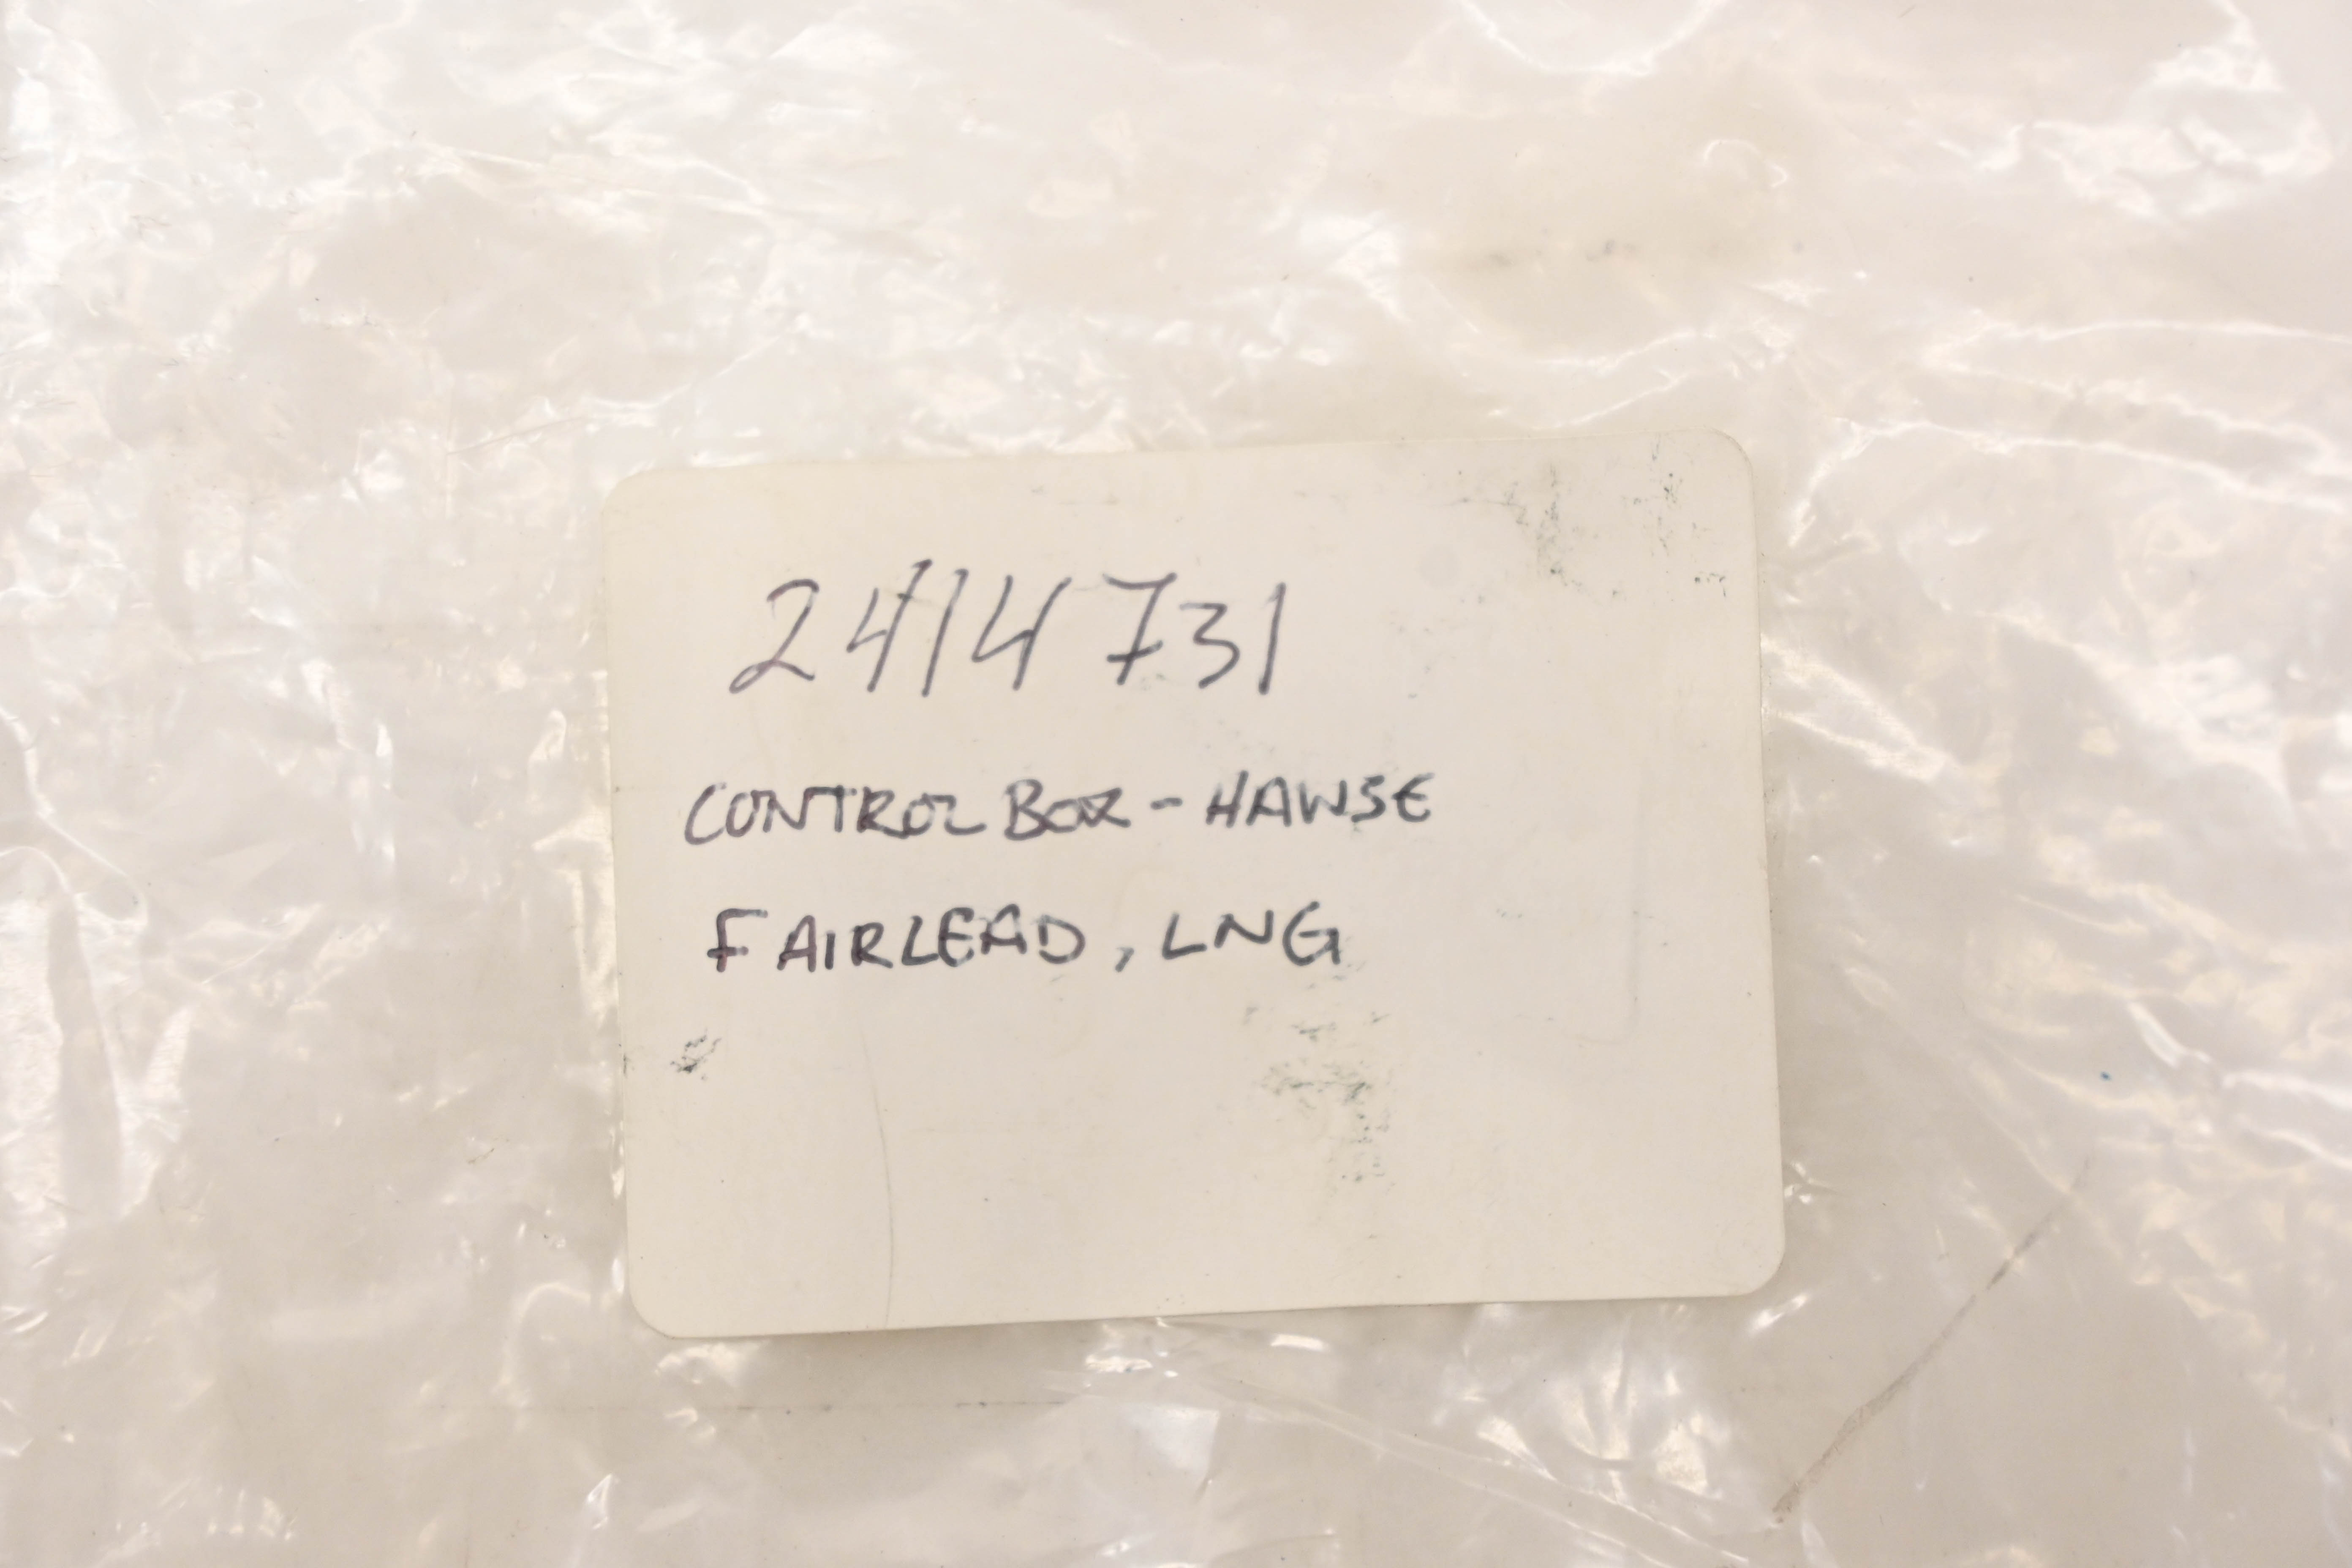 2414731
CONTROL BOX - HAWSE
FAIRLEAD, LNG